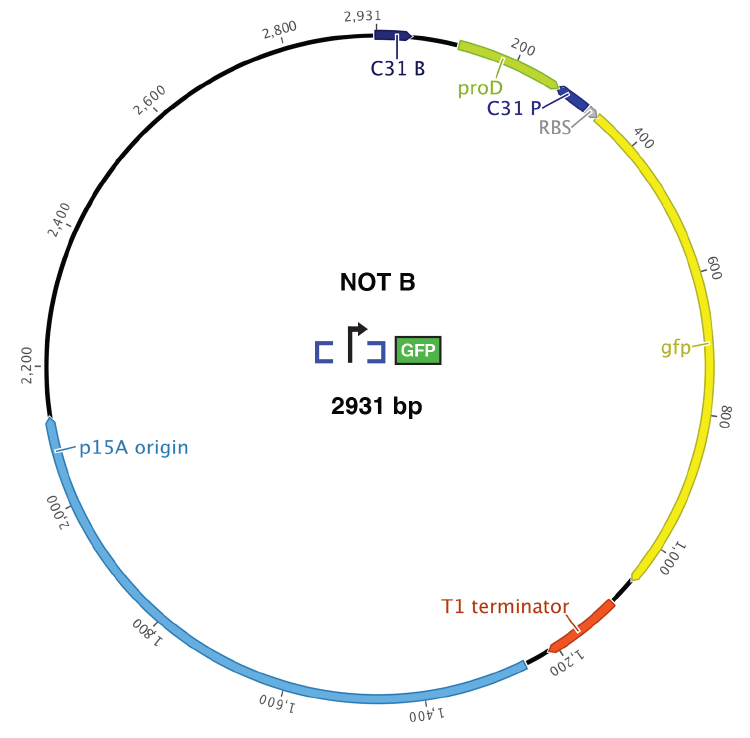 2,931
C31 B
200
proD
C31 P
RBS
400
600
gfp
800
1,000
T1 terminator
1,200
1,400
1,600
1,800
2,000
p15A origin
2,200
2,400
2,600
2,800
NOT B
GFP
2931 bp